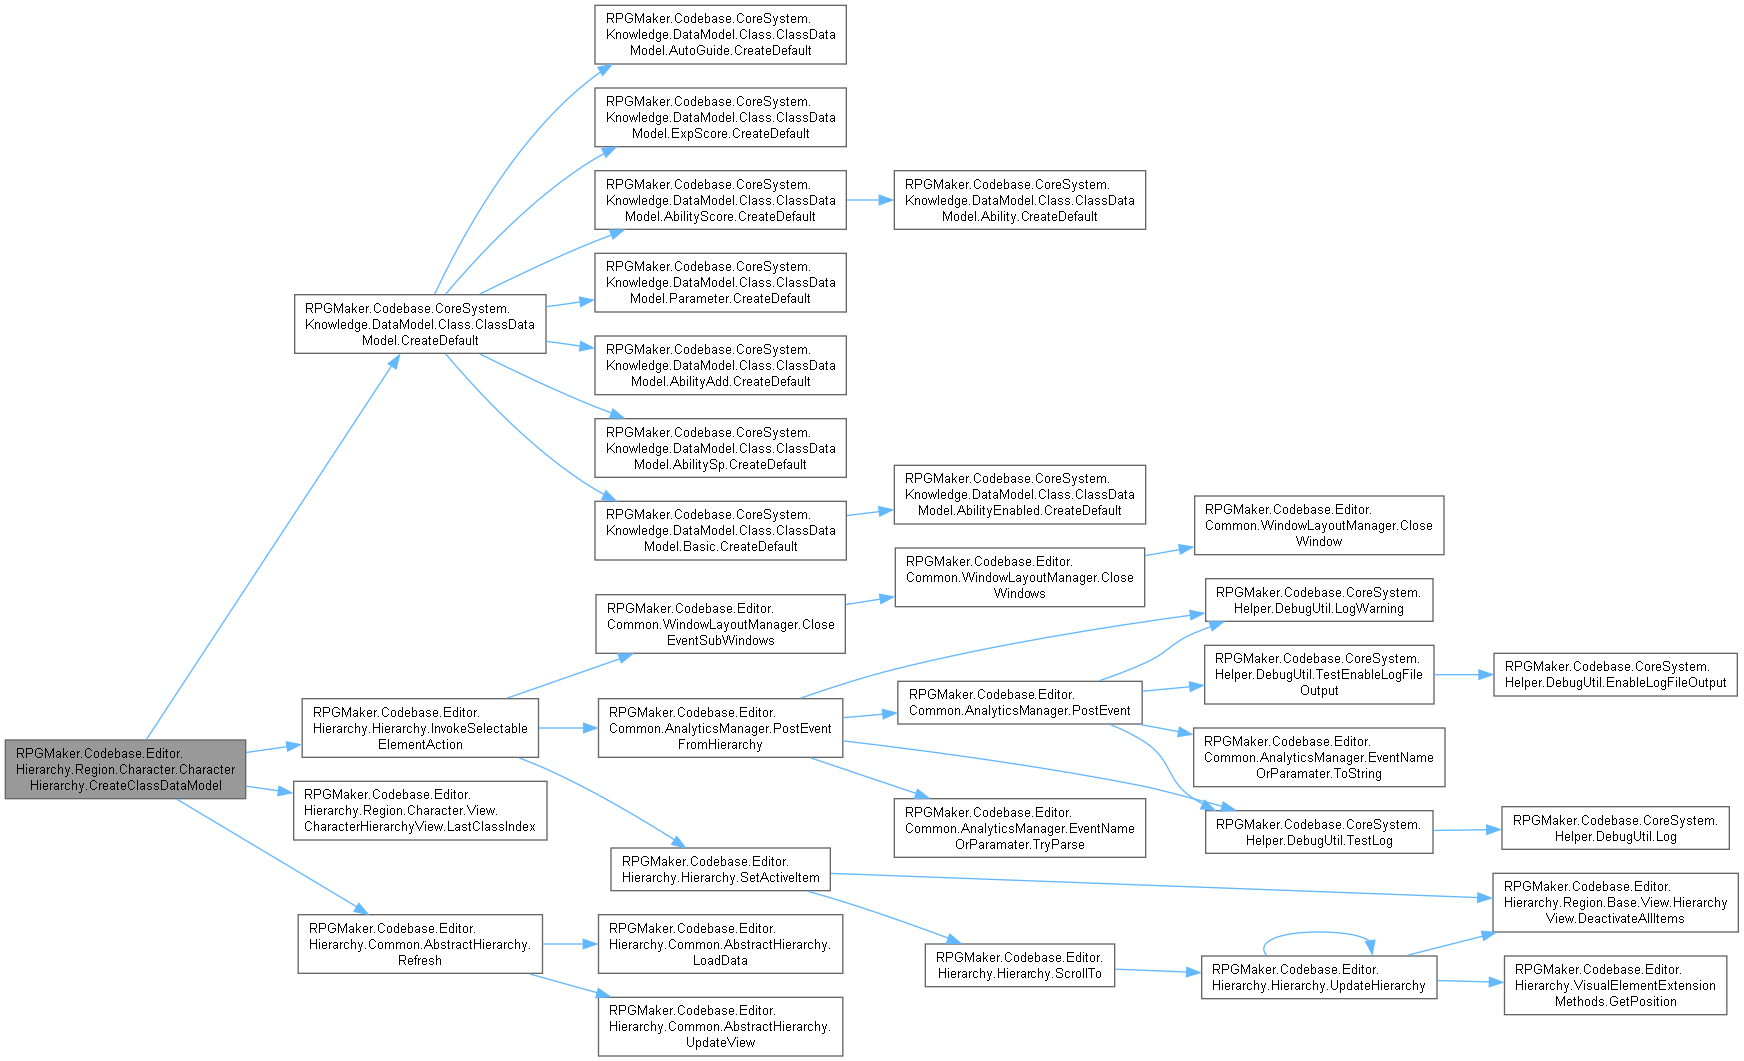 RPGMaker.Codebase.CoreSystem.
Knowledge.DataModel.Class.ClassData
Model.AutoGuide.CreateDefault
RPGMaker.Codebase.CoreSystem.
Knowledge.DataModel.Class.ClassData
Model.ExpScore.CreateDefault
RPGMaker.Codebase.CoreSystem.
Knowledge.DataModel.Class.ClassData
Model.AbilityScore.CreateDefault
RPGMaker.Codebase.CoreSystem.
Knowledge.DataModel.Class.ClassData
Model.Ability.CreateDefault
RPGMaker.Codebase.CoreSystem.
Knowledge.DataModel.Class.ClassData
Model.Parameter.CreateDefault
RPGMaker.Codebase.CoreSystem.
Knowledge.DataModel.Class.ClassData
Model.CreateDefault
RPGMaker.Codebase.CoreSystem.
Knowledge.DataModel.Class.ClassData
Model.AbilityAdd.CreateDefault
RPGMaker.Codebase.CoreSystem.
Knowledge.DataModel.Class.ClassData
Model.AbilitySp.CreateDefault
RPGMaker.Codebase.CoreSystem.
Knowledge.DataModel.Class.ClassData
Model.Basic.CreateDefault
RPGMaker.Codebase.CoreSystem.
Knowledge.DataModel.Class.ClassData
Model.AbilityEnabled.CreateDefault
RPGMaker.Codebase.Editor.
Common.WindowLayoutManager.Close
Window
RPGMaker.Codebase.Editor.
Common.WindowLayoutManager.Close
Windows
RPGMaker.Codebase.Editor.
Common.WindowLayoutManager.Close
EventSubWindows
RPGMaker.Codebase.CoreSystem.
Helper.DebugUtil.LogWarning
RPGMaker.Codebase.CoreSystem.
Helper.DebugUtil.TestEnableLogFile
Output
RPGMaker.Codebase.CoreSystem.
Helper.DebugUtil.EnableLogFileOutput
RPGMaker.Codebase.Editor.
Common.AnalyticsManager.PostEvent
RPGMaker.Codebase.Editor.
Hierarchy.Hierarchy.InvokeSelectable
ElementAction
RPGMaker.Codebase.Editor.
Common.AnalyticsManager.PostEvent
FromHierarchy
RPGMaker.Codebase.Editor.
Common.AnalyticsManager.EventName
OrParamater.ToString
RPGMaker.Codebase.Editor.
Hierarchy.Region.Character.Character
Hierarchy.CreateClassDataModel
RPGMaker.Codebase.Editor.
Hierarchy.Region.Character.View.
CharacterHierarchyView.LastClassIndex
RPGMaker.Codebase.Editor.
Common.AnalyticsManager.EventName
OrParamater.TryParse
RPGMaker.Codebase.CoreSystem.
Helper.DebugUtil.TestLog
RPGMaker.Codebase.CoreSystem.
Helper.DebugUtil.Log
RPGMaker.Codebase.Editor.
Hierarchy.Hierarchy.SetActiveItem
RPGMaker.Codebase.Editor.
Hierarchy.Region.Base.View.Hierarchy
View.DeactivateAllItems
RPGMaker.Codebase.Editor.
Hierarchy.Common.AbstractHierarchy.
Refresh
RPGMaker.Codebase.Editor.
Hierarchy.Common.AbstractHierarchy.
LoadData
RPGMaker.Codebase.Editor.
Hierarchy.Hierarchy.ScrollTo
RPGMaker.Codebase.Editor.
Hierarchy.Hierarchy.UpdateHierarchy
RPGMaker.Codebase.Editor.
Hierarchy.VisualElementExtension
Methods.GetPosition
RPGMaker.Codebase.Editor.
Hierarchy.Common.AbstractHierarchy.
UpdateView